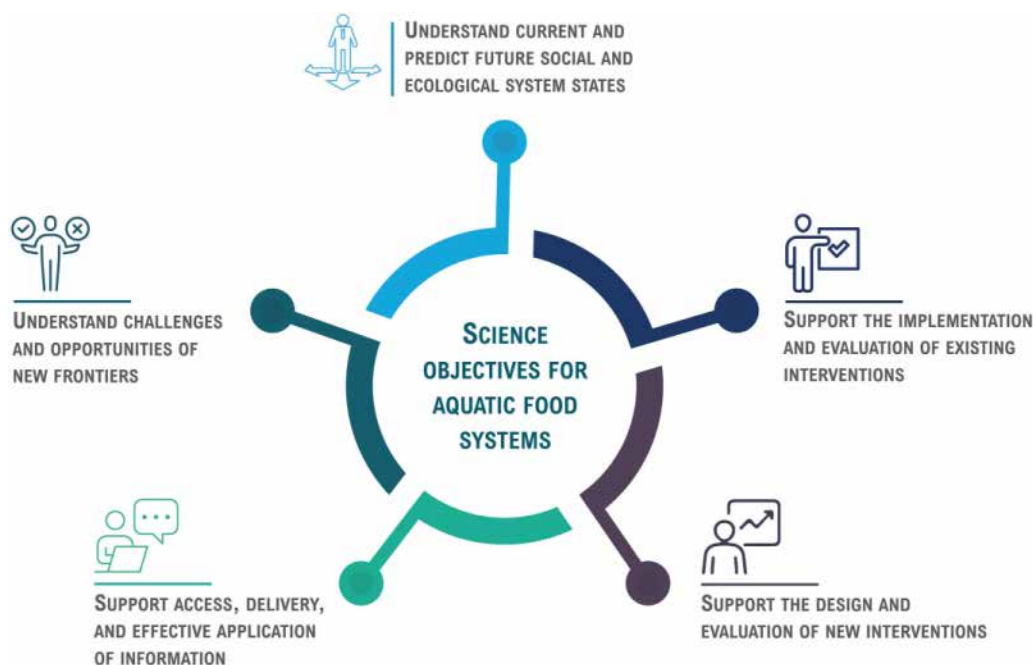 UNDERSTAND CURRENT AND
PREDICT FUTURE SOCIAL AND
ECOLOGICAL SYSTEM STATES
SUPPORT THE IMPLEMENTATION
AND EVALUATION OF EXISTING
INTERVENTIONS
SUPPORT THE DESIGN AND
EVALUATION OF NEW INTERVENTIONS
SUPPORT ACCESS, DELIVERY,
AND EFFECTIVE APPLICATION
OF INFORMATION
UNDERSTAND CHALLENGES
AND OPPORTUNITIES OF
NEW FRONTIERS
SCIENCE
OBJECTIVES FOR
AQUATIC FOOD
SYSTEMS